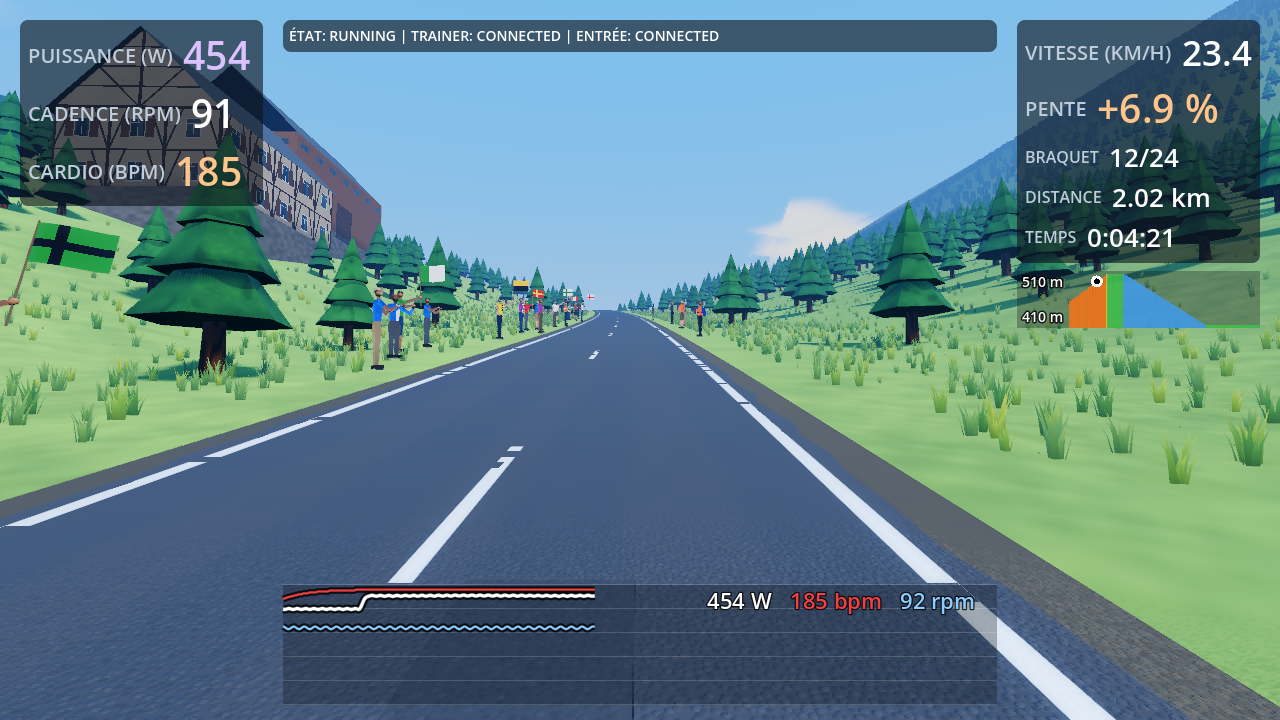 PUISSANCE (W) 454
CADENCE (RPM) 91
CARDIO (BPM) 185
ÉTAT: RUNNING | TRAINER: CONNECTED | ENTRÉE: CONNECTED
VITESSE (KM/H) 23.4
PENTE +6.9 %
BRAQUET 12/24
DISTANCE 2.02 km
TEMPS 0:04:21
510 m
410 m
454 W 185 bpm 92 rpm